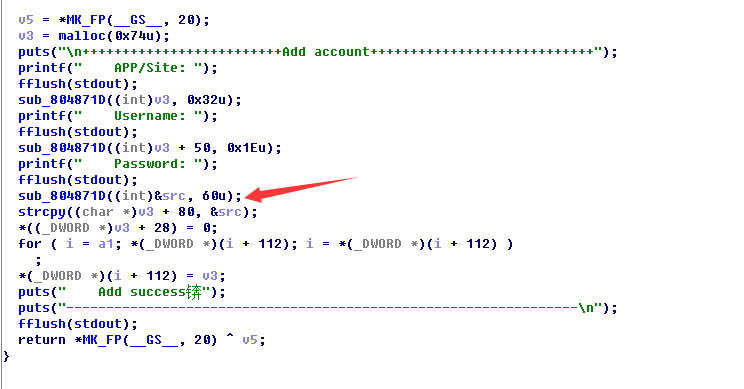 v5 = *MK_FP(__GS__, 20);
v3 = malloc(0x74u);
puts("\n+++++++++++++++++++++++++Add account++++++++++++++++++++++++++++");
printf("    APP/Site: ");
fflush(stdout);
sub_804871D((int)v3, 0x32u);
printf("    Username: ");
fflush(stdout);
sub_804871D((int)v3 + 50, 0x1Eu);
printf("    Password: ");
fflush(stdout);
sub_804871D((int)&src, 60u);
strcpy((char *)v3 + 80, &src);
*((_DWORD *)v3 + 28) = 0;
for ( i = a1; *(_DWORD *)(i + 112); i = *(_DWORD *)(i + 112) )
;
*(_DWORD *)(i + 112) = v3;
puts("    Add success锛");
puts("----------------------------------------------------------------\n");
fflush(stdout);
return *MK_FP(__GS__, 20) ^ v5;
}